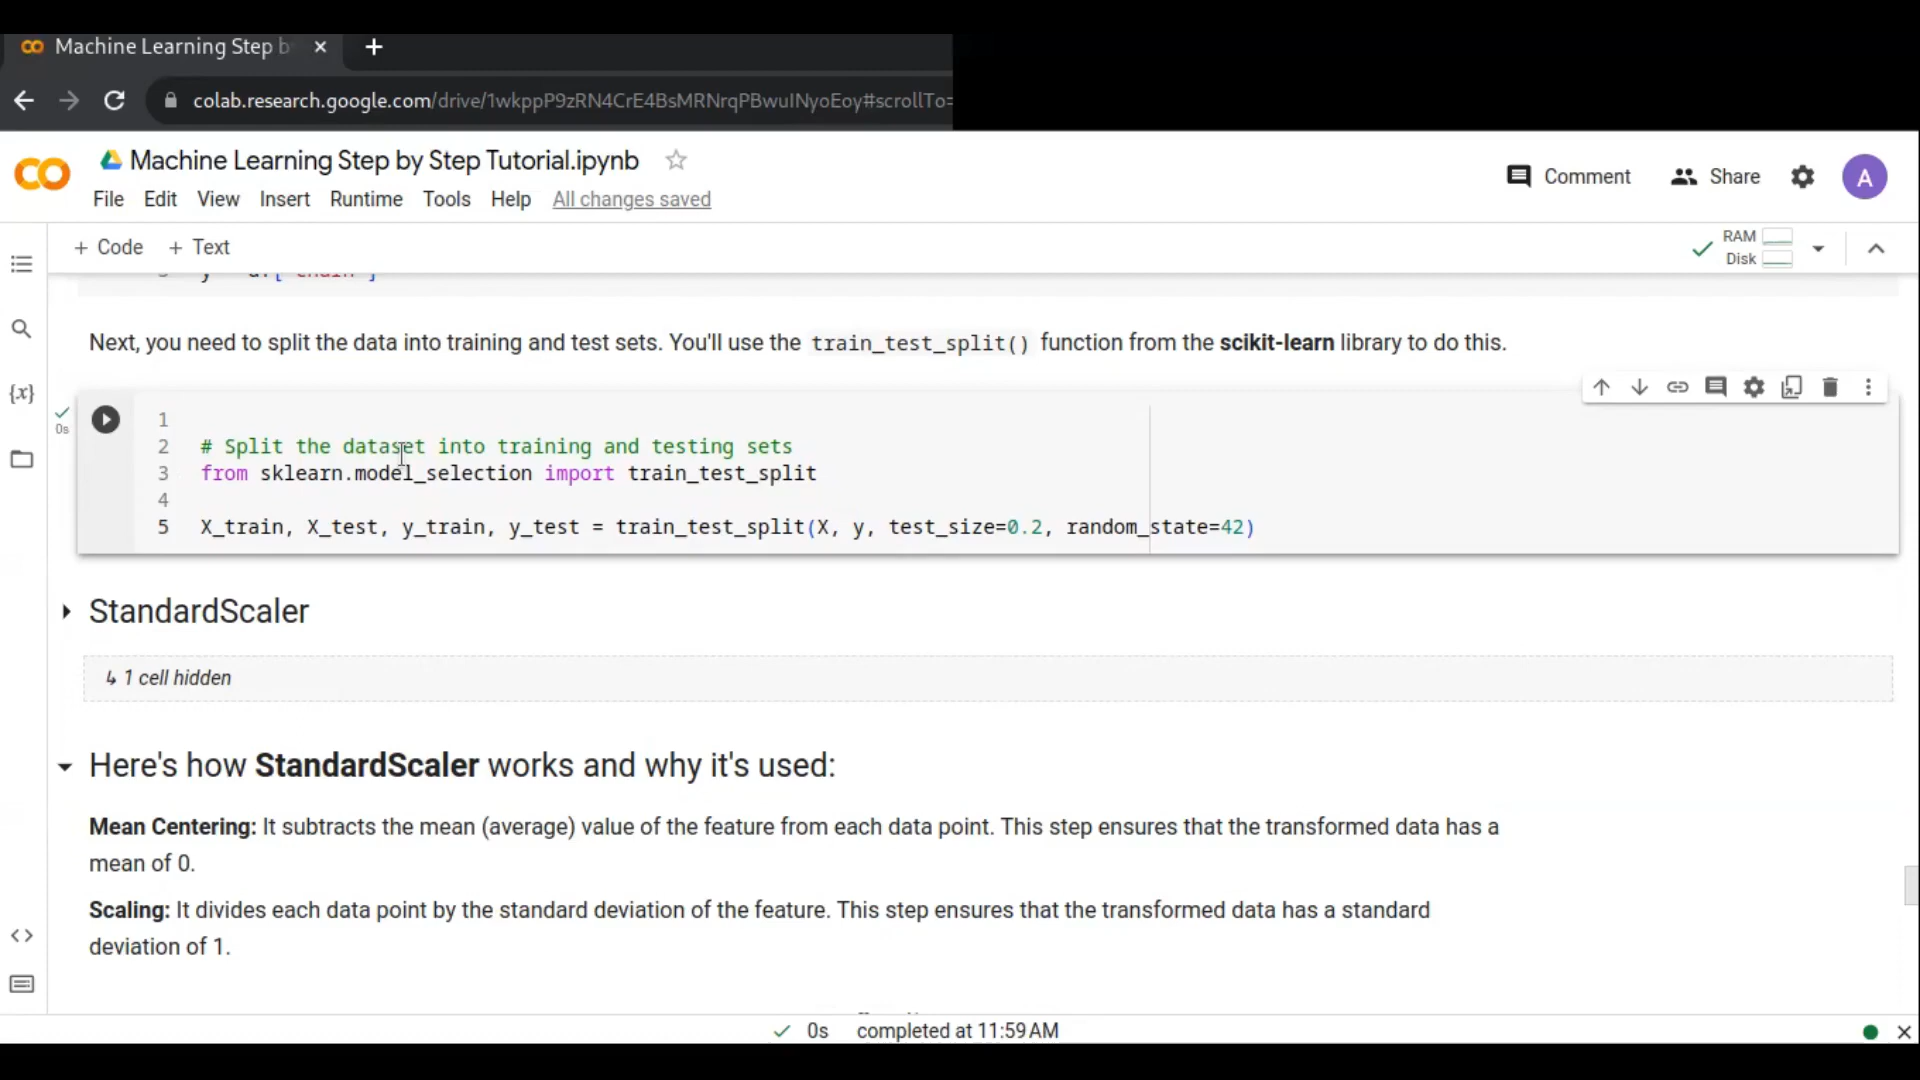 Machine Learning Step b
colab.research.google.com/drive/1wkppP9zRN4CrE4BsMRNrqPBwuINyoEoy#scrollTo=
Machine Learning Step by Step Tutorial.ipynb
Comment
Share
A
File Edit View Insert Runtime Tools Help All changes saved
+ Code + Text
RAM
Disk
Next, you need to split the data into training and test sets. You'll use the train_test_split() function from the scikit-learn library to do this.
0s
1
2 # Split the dataset into training and testing sets
3 from sklearn.model_selection import train_test_split
4
5 X_train, X_test, y_train, y_test = train_test_split(X, y, test_size=0.2, random_state=42)
StandardScaler
↳ 1 cell hidden
Here's how StandardScaler works and why it's used:
Mean Centering: It subtracts the mean (average) value of the feature from each data point. This step ensures that the transformed data has a
mean of 0.
Scaling: It divides each data point by the standard deviation of the feature. This step ensures that the transformed data has a standard
deviation of 1.
0s completed at 11:59 AM